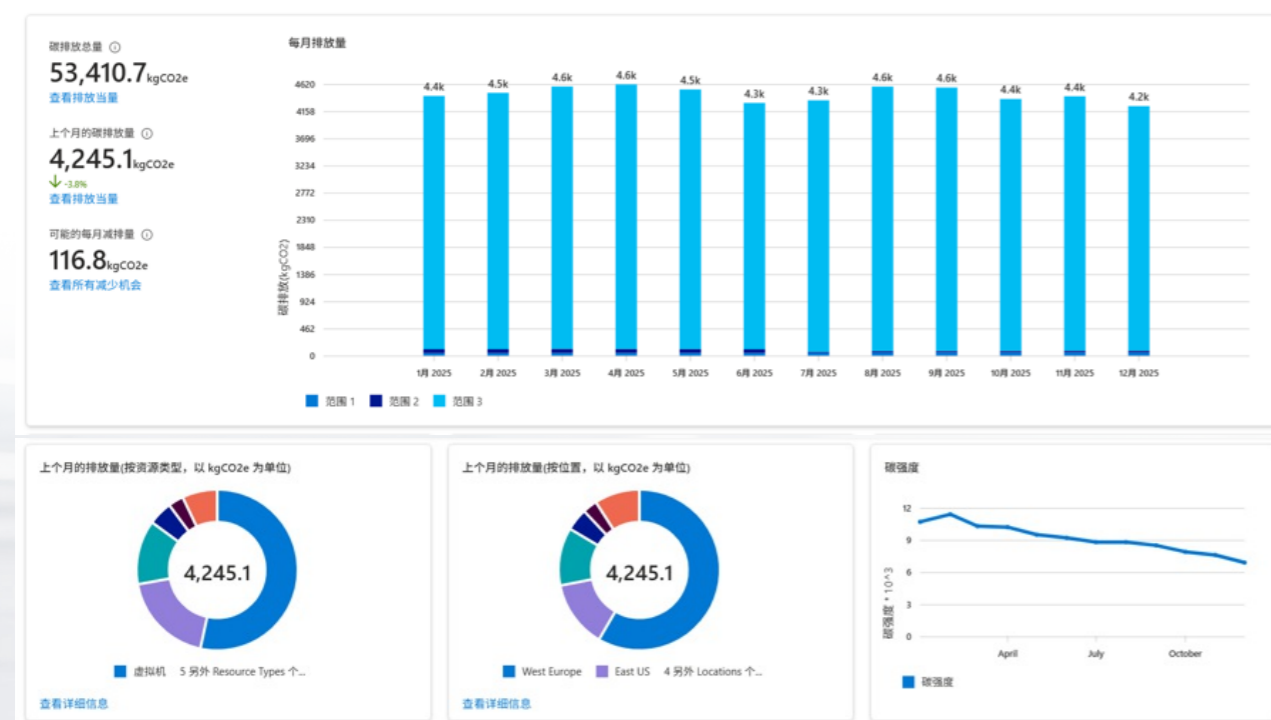 碳排放总量
53,410.7kgCO2e
查看排放当量
上个月的碳排放量
4,245.1kgCO2e
-3.8%
查看排放当量
可能的每月减排量
116.8kgCO2e
查看所有减少机会
每月排放量
碳排放(kgCO2)
4620
4158
3696
3234
2772
2310
1848
1386
924
462
0
4.4k 4.5k 4.6k 4.6k 4.5k 4.3k 4.3k 4.6k 4.6k 4.4k 4.4k 4.2k
1月 2025 2月 2025 3月 2025 4月 2025 5月 2025 6月 2025 7月 2025 8月 2025 9月 2025 10月 2025 11月 2025 12月 2025
范围 1 范围 2 范围 3
上个月的排放量(按资源类型，以 kgCO2e 为单位)
4,245.1
虚拟机 5 另外 Resource Types 个...
查看详细信息
上个月的排放量(按位置，以 kgCO2e 为单位)
4,245.1
West Europe East US 4 另外 Locations 个...
查看详细信息
碳强度
碳强度 * 10^3
12
9
6
3
0
April July October
碳强度